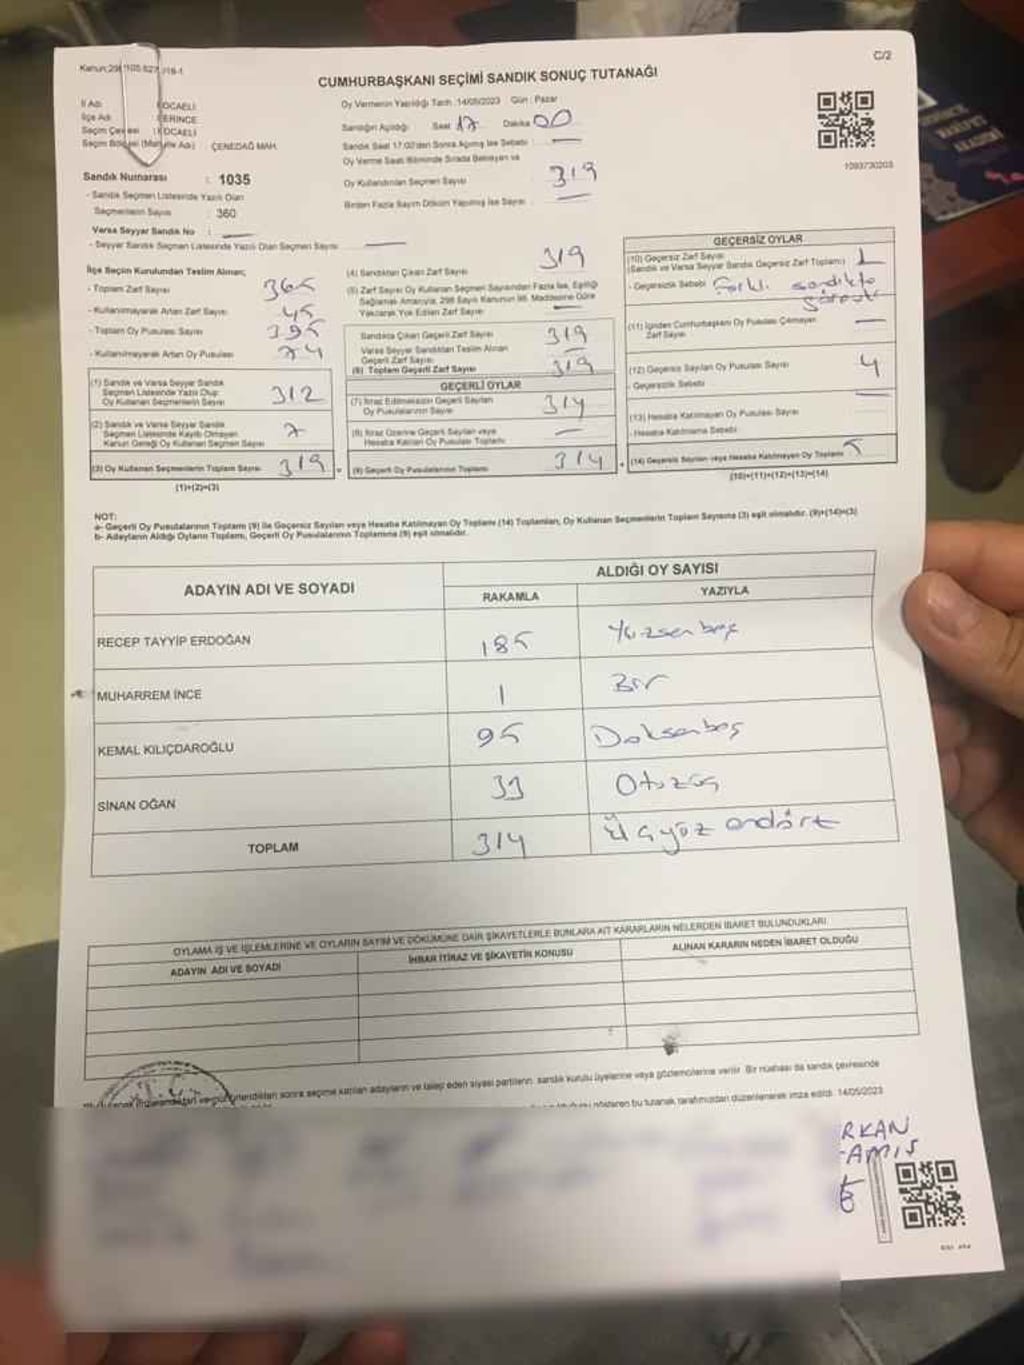 C/2
CUMHURBAŞKANI SEÇİMİ SANDIK SONUÇ TUTANAĞI
İl Adı : KOCAELİ
İlçe Adı : DERİNCE
Seçim Çevresi : KOCAELİ
Seçim Bölgesi (Mahalle Adı) ÇENEDAĞ MAH.
Oy Vermenin Yapıldığı Tarih :14/05/2023 Gün : Pazar
Sandığın Açıldığı Saat 17 Dakika 00
Sandık Saat 17:00'den Sonra Açılmış İse Sebebi : —
Oy Verme Saati Bitiminde Sırada Bekleyen ve
Oy Kullandırılan Seçmen Sayısı : 319
Birden Fazla Sayım Döküm Yapılmış İse Sayısı : —
1093730203
Sandık Numarası : 1035
- Sandık Seçmen Listesinde Yazılı Olan
Seçmenlerin Sayısı : 360
Varsa Seyyar Sandık No : —
- Seyyar Sandık Seçmen Listesinde Yazılı Olan Seçmen Sayısı : —
İlçe Seçim Kurulundan Teslim Alınan;
- Toplam Zarf Sayısı 365
- Kullanılmayarak Artan Zarf Sayısı 45
- Toplam Oy Pusulası Sayısı 395
- Kullanılmayarak Artan Oy Pusulası 74
(1) Sandık ve Varsa Seyyar Sandık
Seçmen Listesinde Yazılı Olup
Oy Kullanan Seçmenlerin Sayısı 312
(2) Sandık ve Varsa Seyyar Sandık
Seçmen Listesinde Kayıtlı Olmayan
Kanun Gereği Oy Kullanan Seçmen Sayısı 7
(3) Oy Kullanan Seçmenlerin Toplam Sayısı 319
(1)+(2)=(3)
(4) Sandıktan Çıkan Zarf Sayısı 319
(5) Zarf Sayısı Oy Kullanan Seçmen Sayısından Fazla İse, Eşitliği
Sağlamak Amacıyla, 298 Sayılı Kanunun 98. Maddesine Göre
Yakılarak Yok Edilen Zarf Sayısı —
Sandıkta Çıkan Geçerli Zarf Sayısı 319
Varsa Seyyar Sandıktan Teslim Alınan
Geçerli Zarf Sayısı —
(6) Toplam Geçerli Zarf Sayısı 319
GEÇERLİ OYLAR
(7) İtiraz Edilmeksizin Geçerli Sayılan
Oy Pusulalarının Sayısı 314
(8) İtiraz Üzerine Geçerli Sayılan veya
Hesaba Katılan Oy Pusulası Toplamı —
(9) Geçerli Oy Pusulalarının Toplamı 314
GEÇERSİZ OYLAR
(10) Geçersiz Zarf Sayısı
(Sandık ve Varsa Seyyar Sandık Geçersiz Zarf Toplamı) 1
- Geçersizlik Sebebi Farklı sandıkta
(11) İçinden Cumhurbaşkanı Oy Pusulası Çıkmayan
Zarf Sayısı —
(12) Geçersiz Sayılan Oy Pusulası Sayısı 4
- Geçersizlik Sebebi —
(13) Hesaba Katılmayan Oy Pusulası Sayısı
- Hesaba Katılmama Sebebi
(14) Geçersiz Sayılan veya Hesaba Katılmayan Oy Toplamı 5
(10)+(11)+(12)+(13)=(14)
NOT:
a- Geçerli Oy Pusulalarının Toplamı (9) ile Geçersiz Sayılan veya Hesaba Katılmayan Oy Toplamı (14) Toplamları, Oy Kullanan Seçmenlerin Toplam Sayısına (3) eşit olmalıdır. (9)+(14)=(3)
b- Adayların Aldığı Oyların Toplamı, Geçerli Oy Pusulalarının Toplamına (9) eşit olmalıdır.
ADAYIN ADI VE SOYADI ALDIĞI OY SAYISI
RAKAMLA YAZIYLA
RECEP TAYYİP ERDOĞAN 185 Yüzsenbeş
MUHARREM İNCE 1 Bir
KEMAL KILIÇDAROĞLU 95 Doksanbeş
SİNAN OĞAN 33 Otuzüç
TOPLAM 314 Üçyüz ondört
OYLAMA İŞ VE İŞLEMLERİNE VE OYLARIN SAYIM VE DÖKÜMÜNE DAİR ŞİKAYETLERLE BUNLARA AİT KARARLARIN NELERDEN İBARET BULUNDUKLARI
ADAYIN ADI VE SOYADI İHBAR İTİRAZ VE ŞİKAYETİN KONUSU ALINAN KARARIN NEDEN İBARET OLDUĞU
sonra seçime katılan adayların ve talep eden siyasi partilerin sandık kurulu üyelerine veya gözlemcilerine verilir. Bir nüshası da sandık çevresinde
gösteren bu tutanak tarafımızdan düzenlenerek imza edildi. 14/05/2023
RKAN
AMIŞ